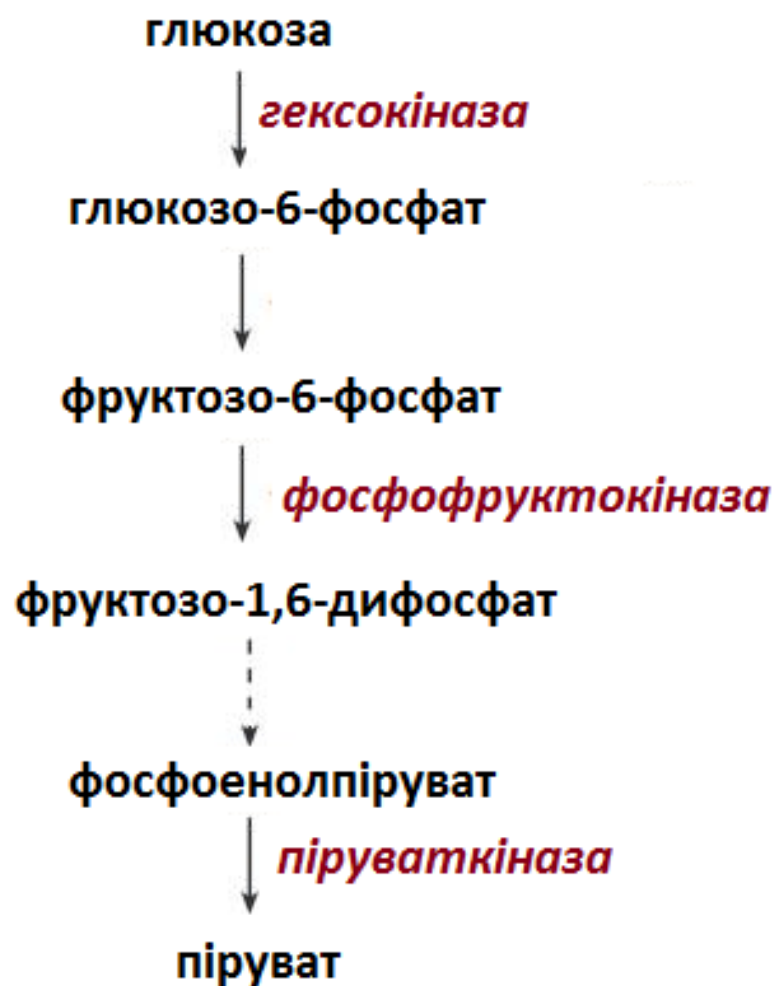 глюкоза
гексокіназа
глюкозо-6-фосфат
фруктозо-6-фосфат
фосфофруктокіназа
фруктозо-1,6-дифосфат
фосфоенолпіруват
піруваткіназа
піруват